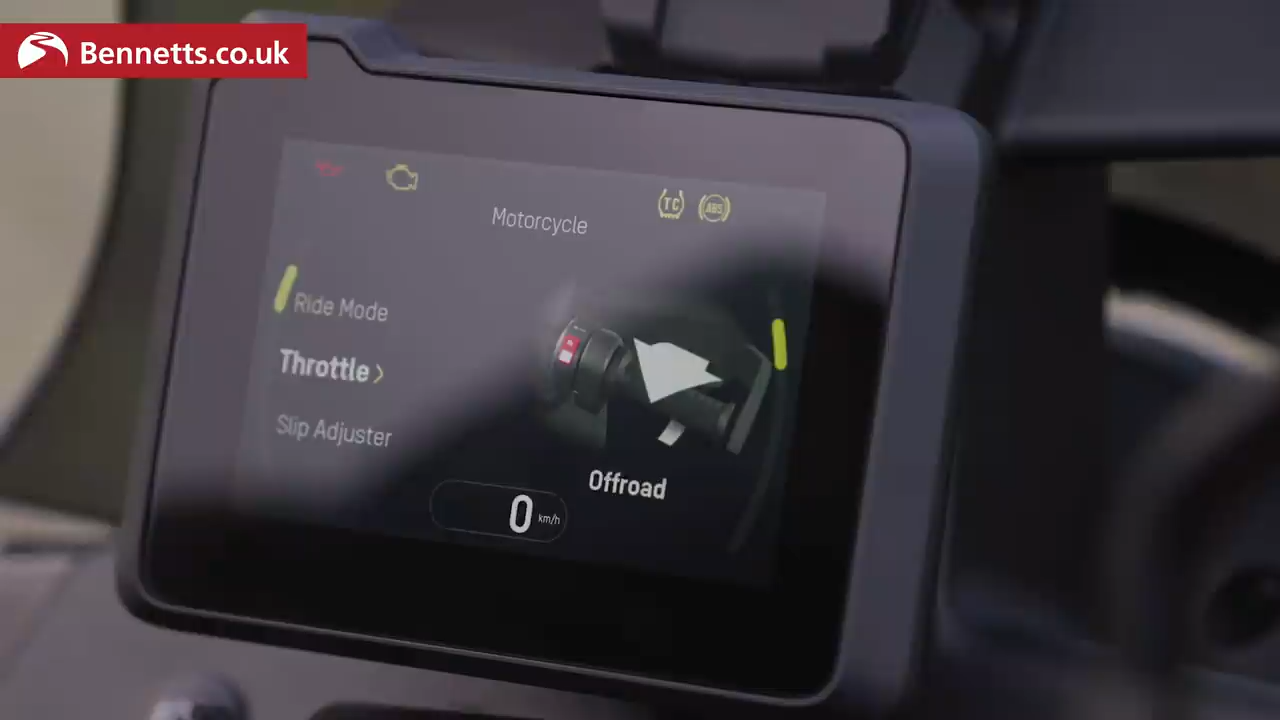 Bennetts.co.uk
TC ABS
Motorcycle
Ride Mode
Throttle >
Slip Adjuster
Offroad
0 km/h